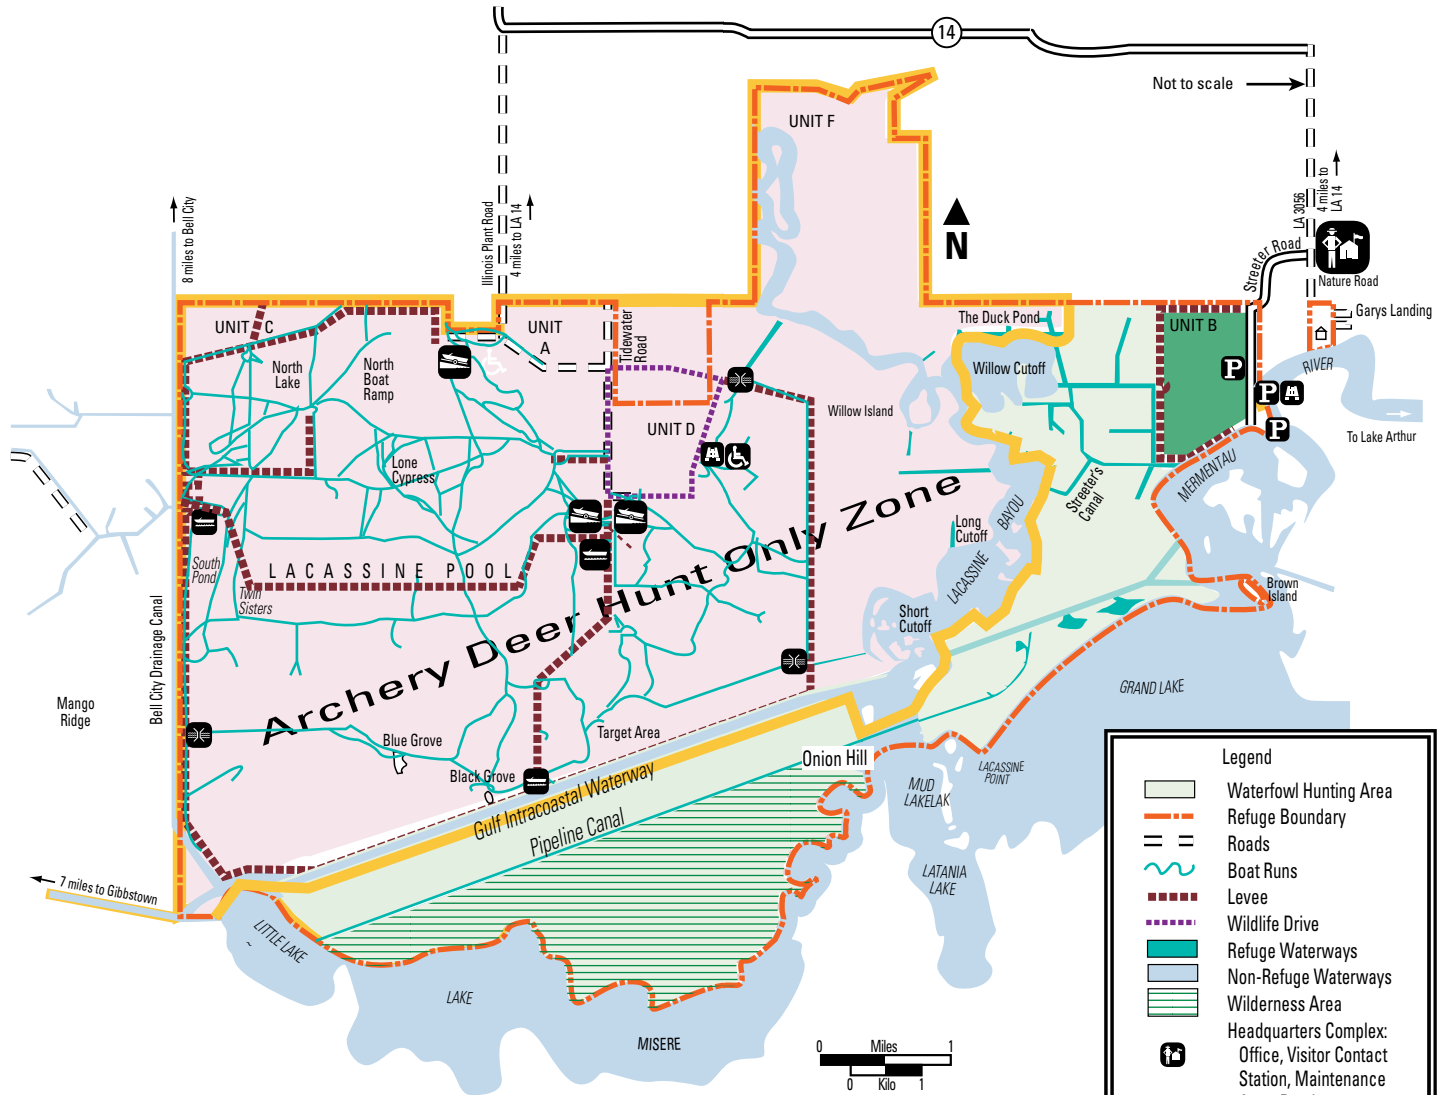 14
Not to scale
UNIT F
8 miles to Bell City
Illinois Plant Road
4 miles to LA 14
N
LA 3056
4 miles to
LA 14
Streeter Road
Nature Road
Garys Landing
UNIT C
UNIT
A
Tidewater
Road
The Duck Pond
UNIT B
North
Lake
North
Boat
Ramp
Willow Cutoff
RIVER
P
P
P
Willow Island
UNIT D
To Lake Arthur
Lone
Cypress
MERMENTAU
Streeter's
Canal
Archery Deer Hunt Only Zone
Long
Cutoff
BAYOU
LACASSINE
South
Pond
LACASSINE POOL
Twin
Sisters
Brown
Island
Short
Cutoff
Bell City Drainage Canal
Mango
Ridge
GRAND LAKE
Blue Grove
Target Area
Black Grove
Onion Hill
Gulf Intracoastal Waterway
Pipeline Canal
LACASSINE
POINT
MUD
LAKELAK
LATANIA
LAKE
7 miles to Gibbstown
LITTLE LAKE
~
LAKE
MISERE
0 Miles 1
0 Kilo 1
Legend
Waterfowl Hunting Area
Refuge Boundary
Roads
Boat Runs
Levee
Wildlife Drive
Refuge Waterways
Non-Refuge Waterways
Wilderness Area
Headquarters Complex:
Office, Visitor Contact
Station, Maintenance